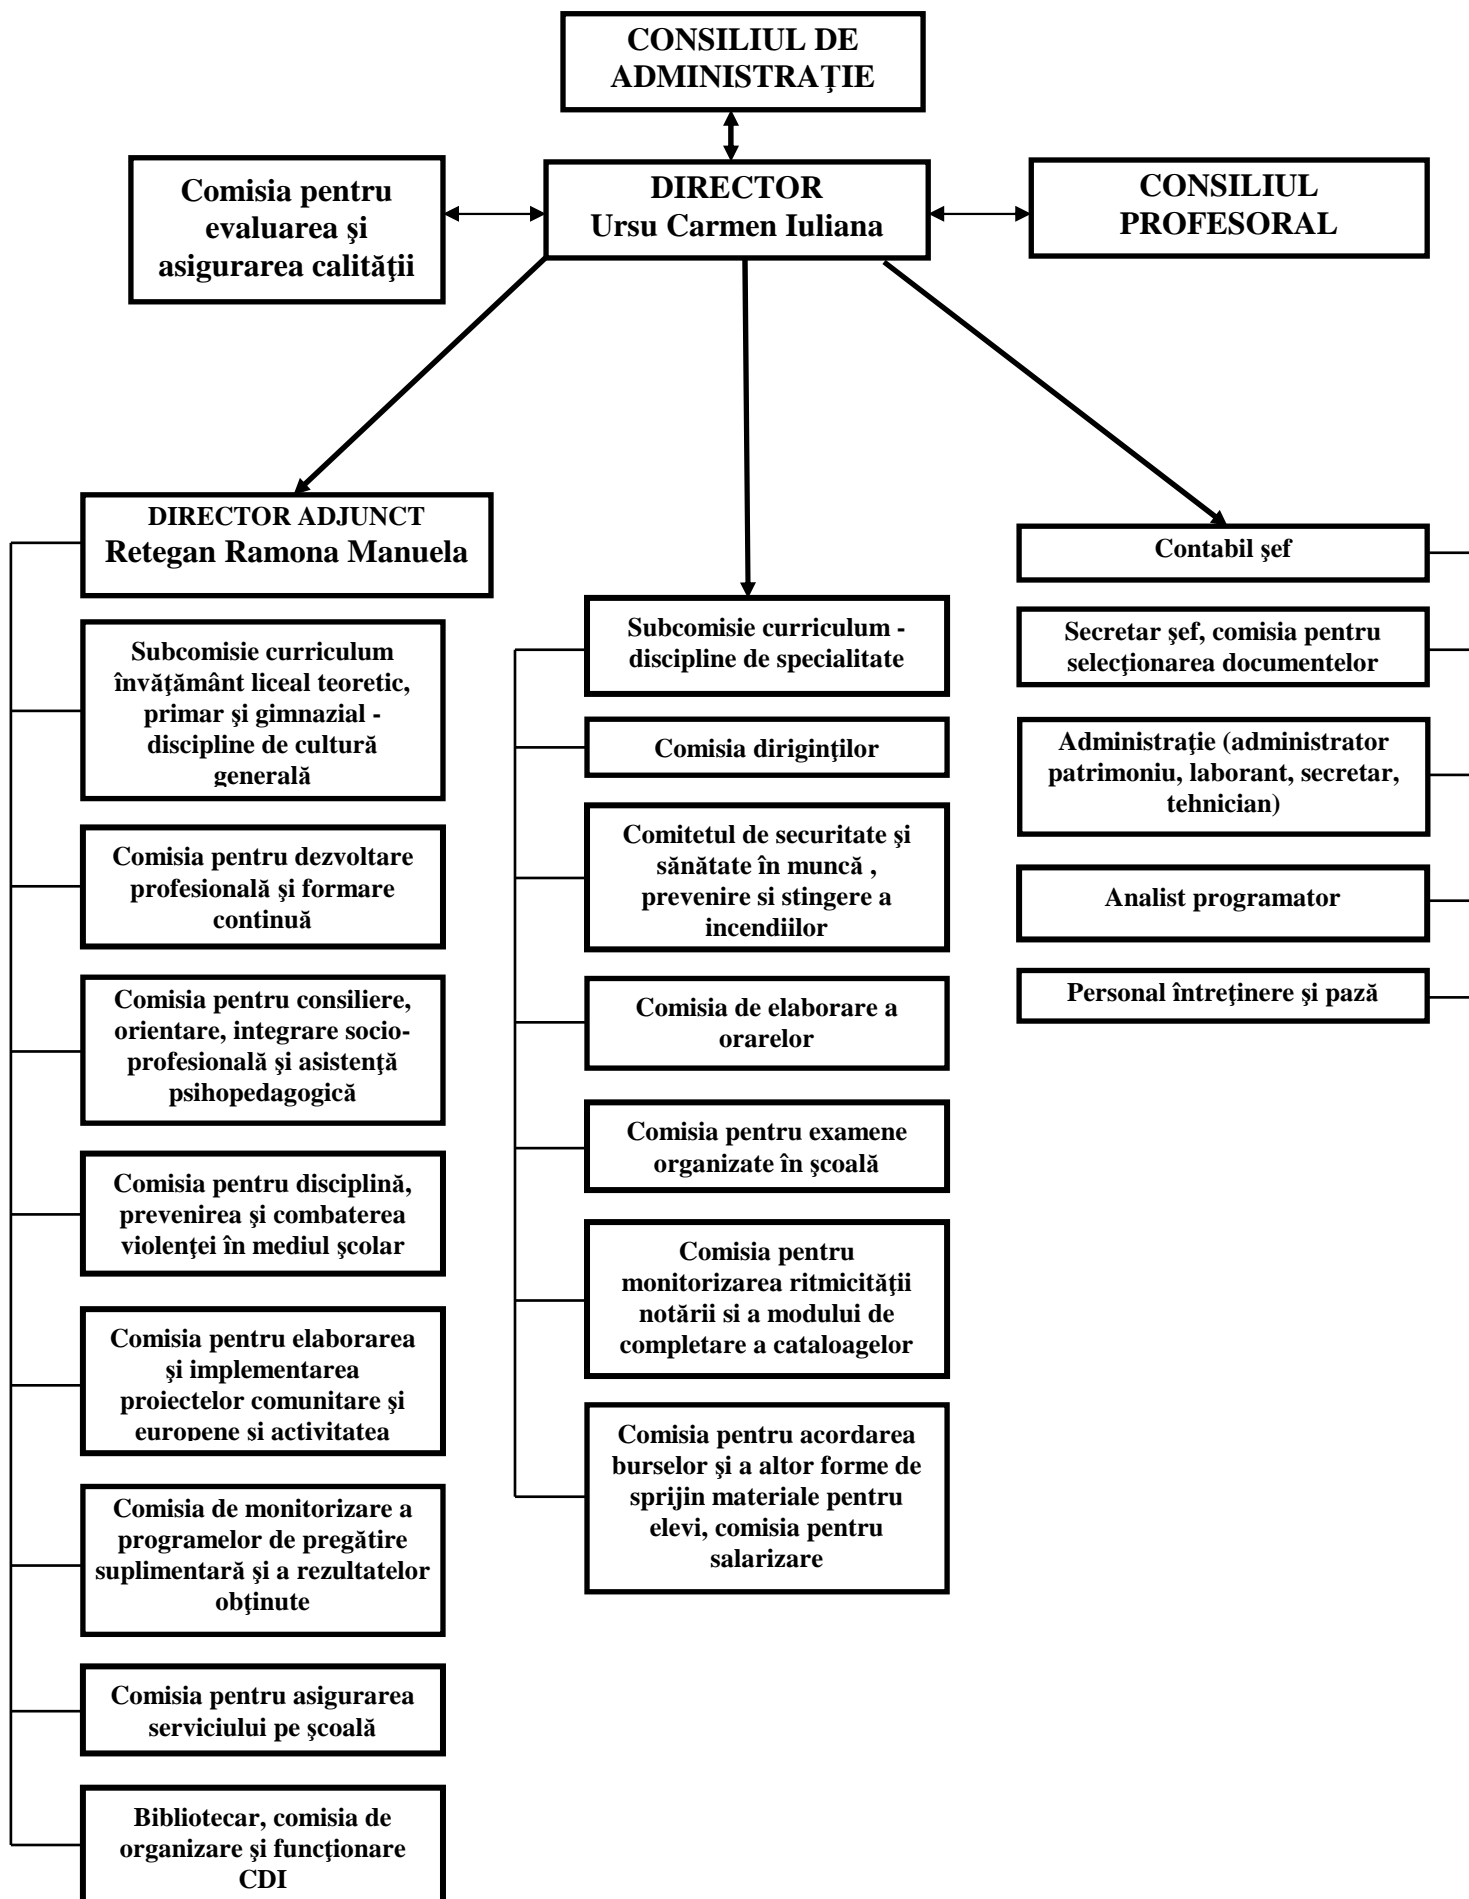 CONSILIUL DE
ADMINISTRAŢIE
Comisia pentru
evaluarea şi
asigurarea calităţii
DIRECTOR
Ursu Carmen Iuliana
CONSILIUL
PROFESORAL
DIRECTOR ADJUNCT
Retegan Ramona Manuela
Subcomisie curriculum
învăţământ liceal teoretic,
primar şi gimnazial -
discipline de cultură
generală
Comisia pentru dezvoltare
profesională şi formare
continuă
Comisia pentru consiliere,
orientare, integrare socio-
profesională şi asistenţă
psihopedagogică
Comisia pentru disciplină,
prevenirea şi combaterea
violenţei în mediul şcolar
Comisia pentru elaborarea
şi implementarea
proiectelor comunitare şi
europene si activitatea
Comisia de monitorizare a
programelor de pregătire
suplimentară şi a rezultatelor
obţinute
Comisia pentru asigurarea
serviciului pe şcoală
Bibliotecar, comisia de
organizare şi funcţionare
CDI
Subcomisie curriculum -
discipline de specialitate
Comisia diriginţilor
Comitetul de securitate şi
sănătate în muncă ,
prevenire si stingere a
incendiilor
Comisia de elaborare a
orarelor
Comisia pentru examene
organizate în şcoală
Comisia pentru
monitorizarea ritmicităţii
notării si a modului de
completare a cataloagelor
Comisia pentru acordarea
burselor şi a altor forme de
sprijin materiale pentru
elevi, comisia pentru
salarizare
Contabil şef
Secretar şef, comisia pentru
selecţionarea documentelor
Administraţie (administrator
patrimoniu, laborant, secretar,
tehnician)
Analist programator
Personal întreţinere şi pază